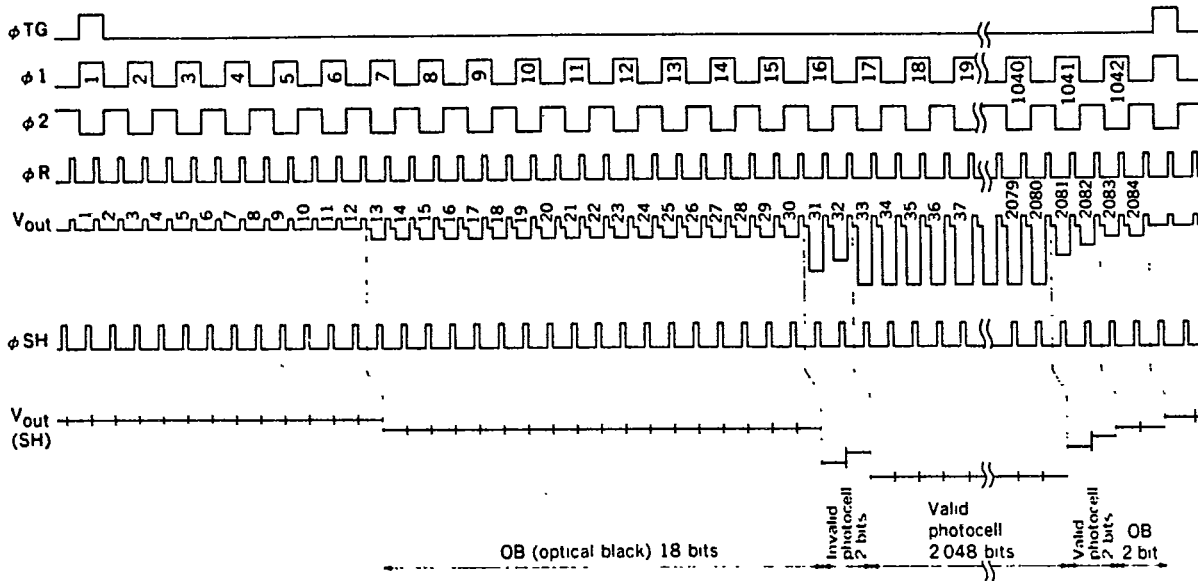 φTG
φ1 1 2 3 4 5 6 7 8 9 10 11 12 13 14 15 16 17 18 19 1040 1041 1042
φ2
φR
Vout 1 2 3 4 5 6 7 8 9 10 11 12 13 14 15 16 17 18 19 20 21 22 23 24 25 26 27 28 29 30 31 32 33 34 35 36 37 2079 2080 2081 2082 2083 2084
φSH
Vout
(SH)
OB (optical black) 18 bits
Invalid
photocell
2 bits
Valid
photocell
2048 bits
valid
photocell
2 bits
OB
2 bit